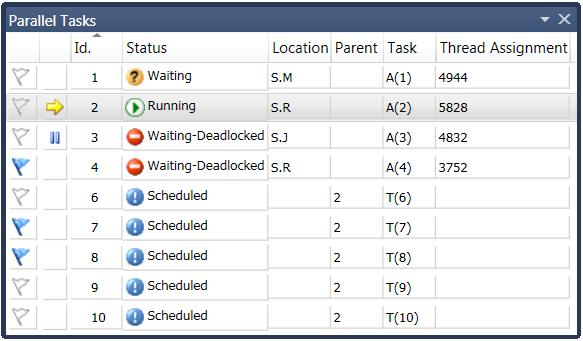 Parallel Tasks
Id. Status Location Parent Task Thread Assignment
1 Waiting S.M A(1) 4944
2 Running S.R A(2) 5828
3 Waiting-Deadlocked S.J A(3) 4832
4 Waiting-Deadlocked S.R A(4) 3752
6 Scheduled 2 T(6)
7 Scheduled 2 T(7)
8 Scheduled 2 T(8)
9 Scheduled 2 T(9)
10 Scheduled 2 T(10)